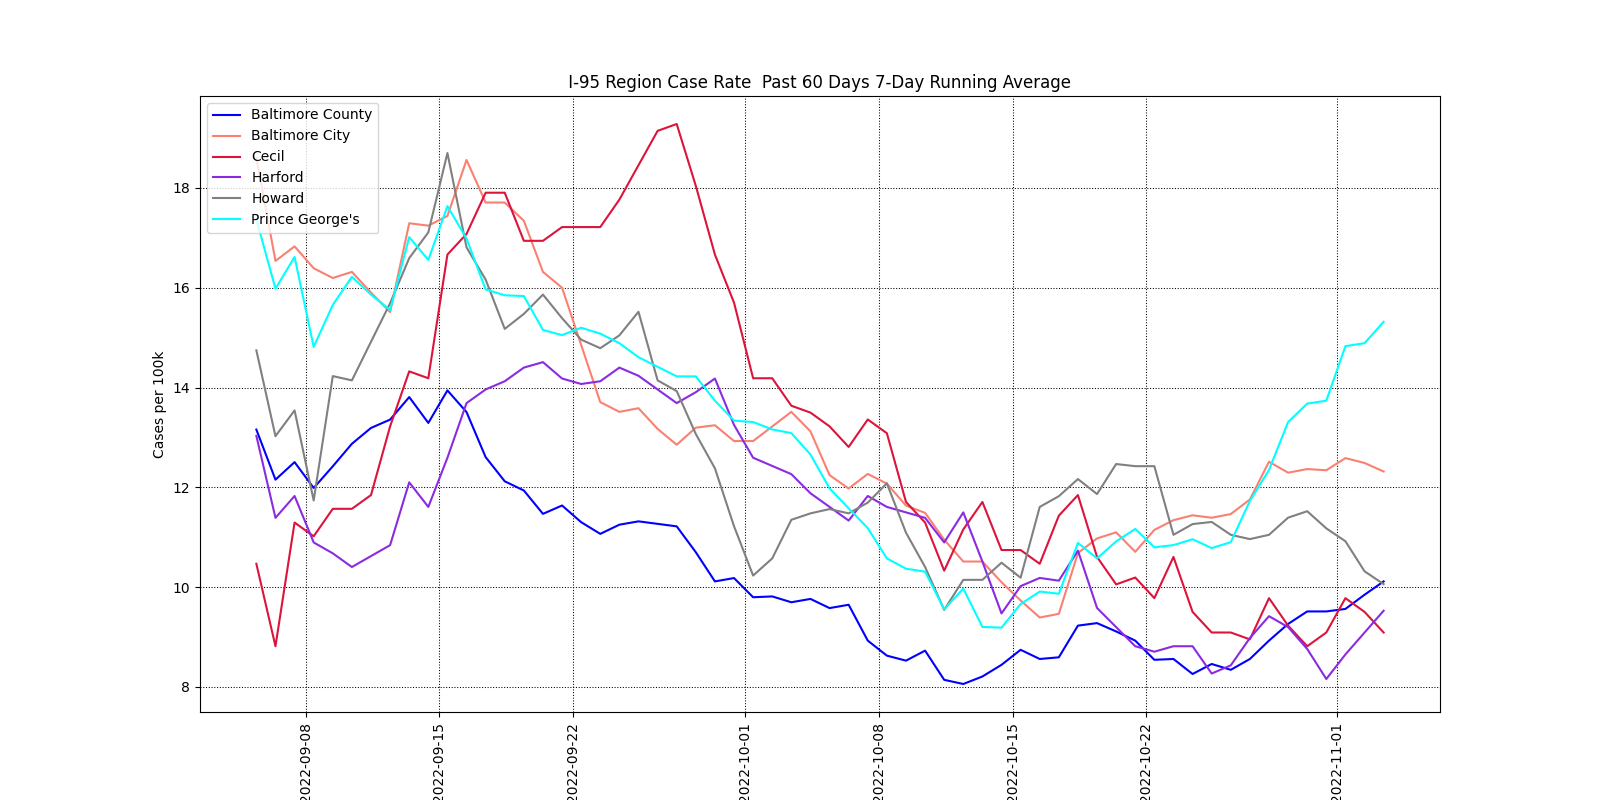 I-95 Region Case Rate  Past 60 Days 7-Day Running Average
Baltimore County
Baltimore City
Cecil
Harford
Howard
Prince George's
Cases per 100k
18
16
14
12
10
8
2022-09-08
2022-09-15
2022-09-22
2022-10-01
2022-10-08
2022-10-15
2022-10-22
2022-11-01